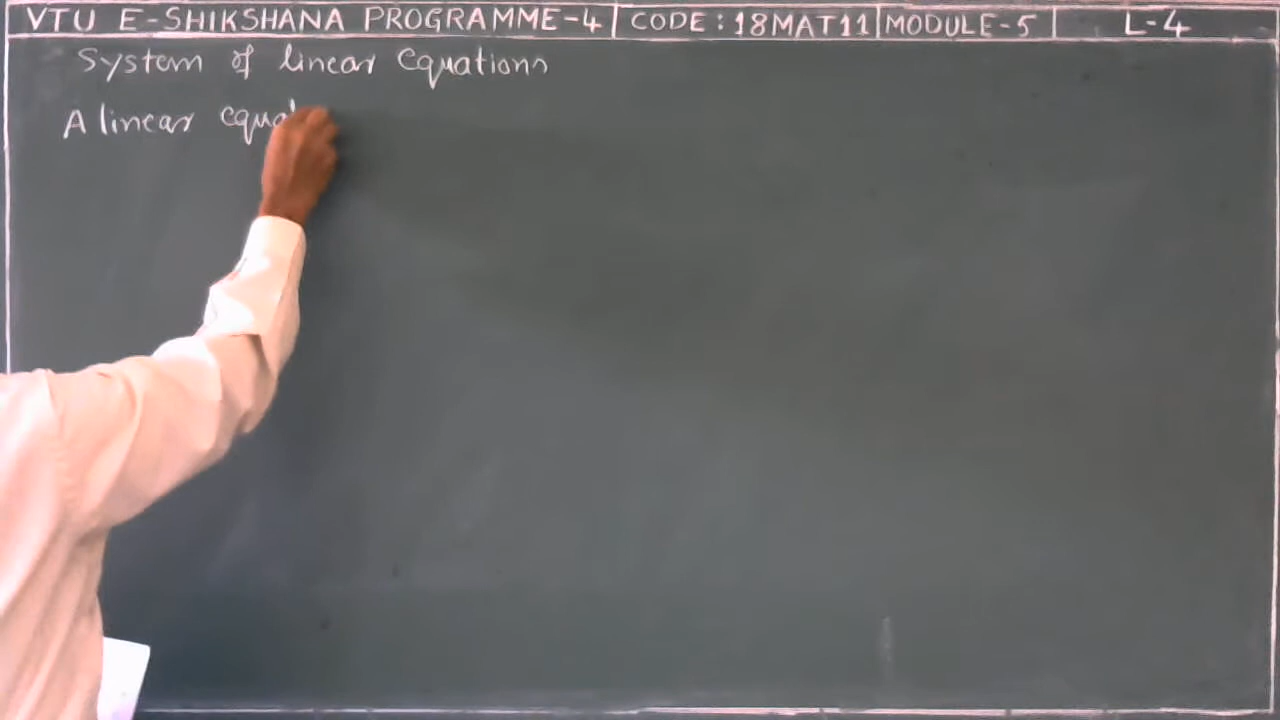 VTU E-SHIKSHANA PROGRAMME-4 CODE: 18MAT11 MODULE-5 L-4
System of linear Equations
A linear